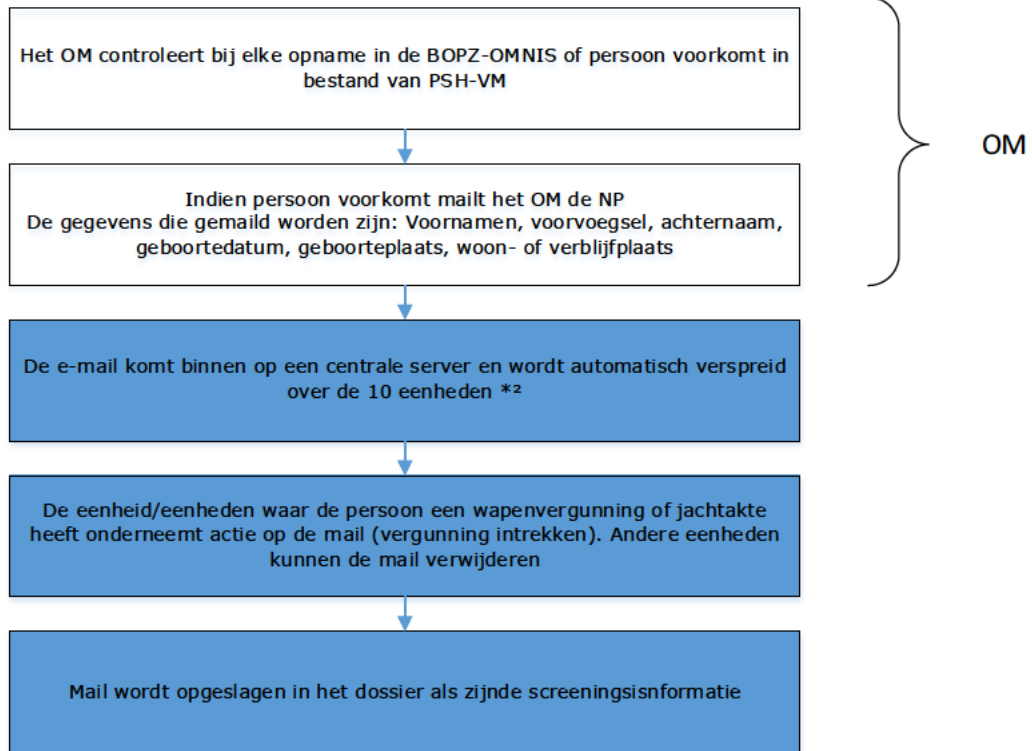 Het OM controleert bij elke opname in de BOPZ-OMNIS of persoon voorkomt in
bestand van PSH-VM
OM
Indien persoon voorkomt mailt het OM de NP
De gegevens die gemaild worden zijn: Voornamen, voorvoegsel, achternaam,
geboortedatum, geboorteplaats, woon- of verblijfplaats
De e-mail komt binnen op een centrale server en wordt automatisch verspreid
over de 10 eenheden *²
De eenheid/eenheden waar de persoon een wapenvergunning of jachtakte
heeft onderneemt actie op de mail (vergunning intrekken). Andere eenheden
kunnen de mail verwijderen
Mail wordt opgeslagen in het dossier als zijnde screeningsisnformatie